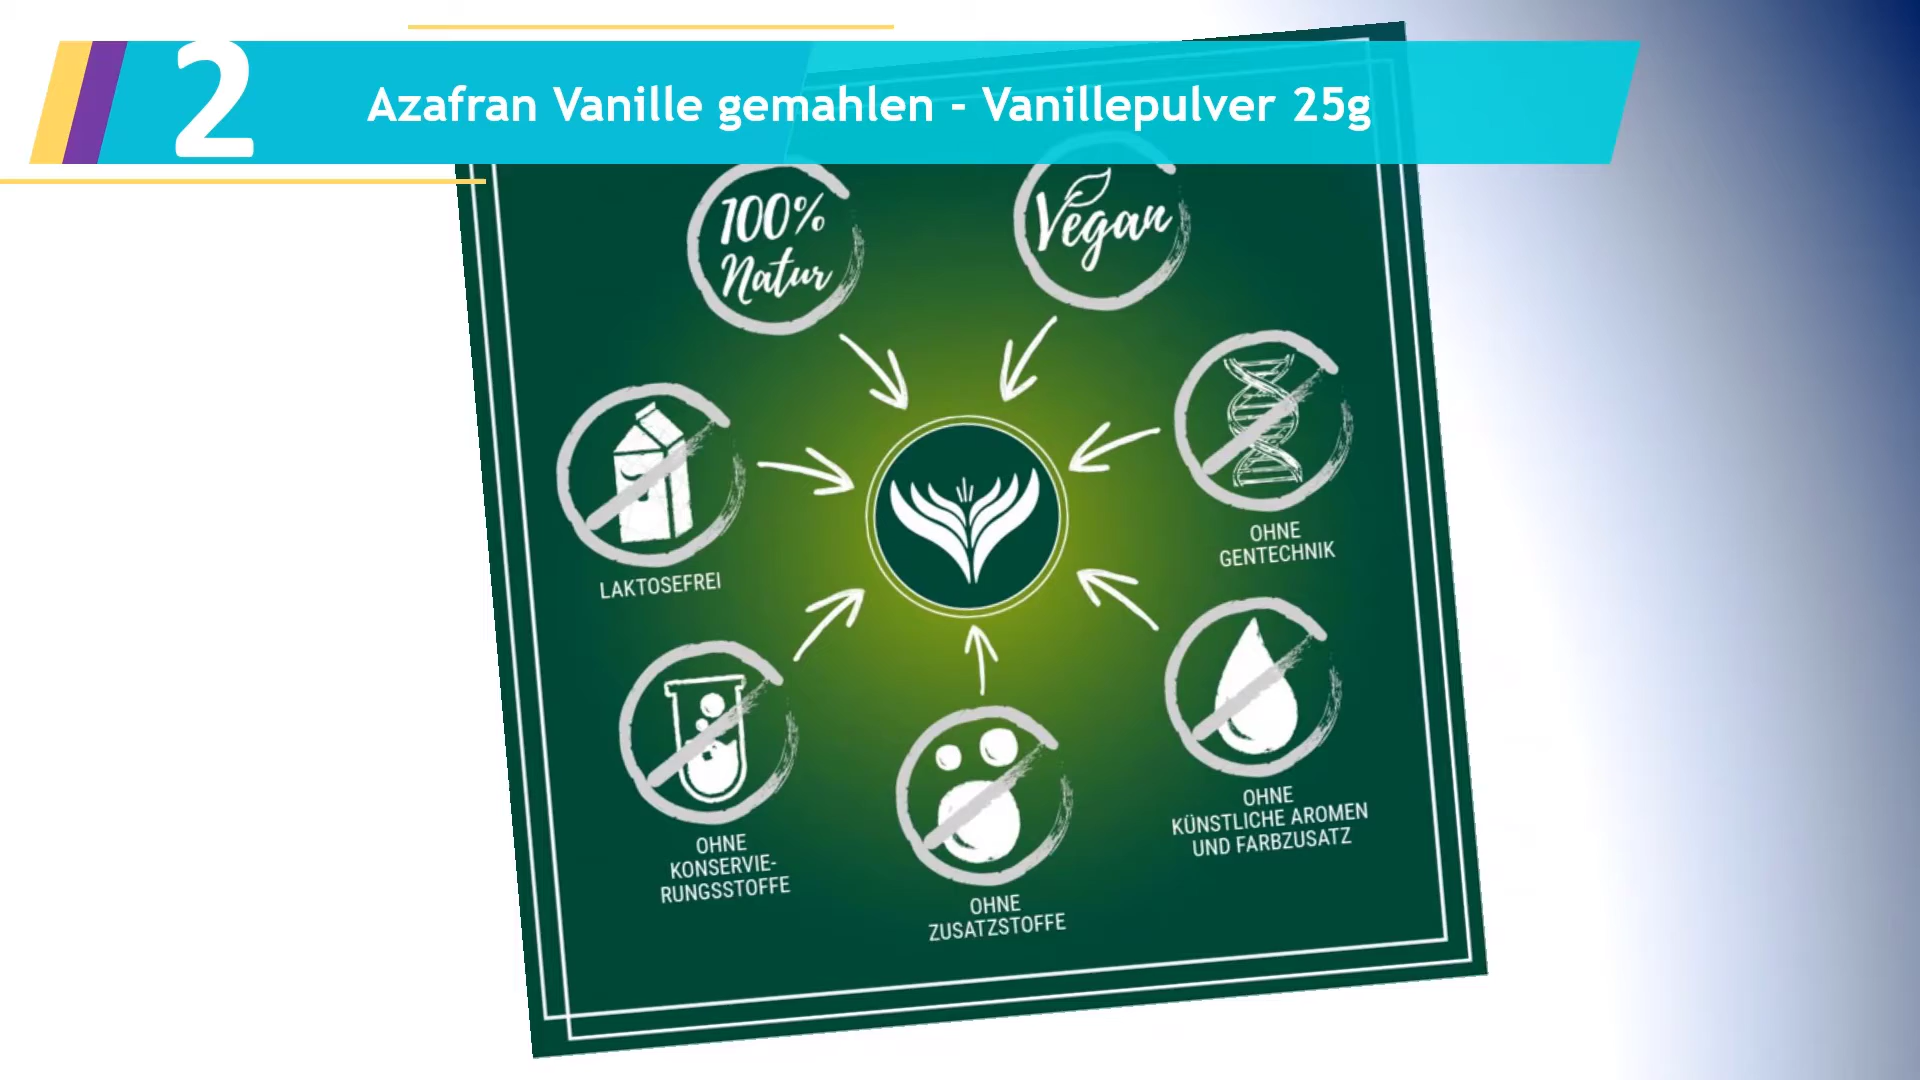 2
Azafran Vanille gemahlen - Vanillepulver 25g
100%
Natur
Vegan
LAKTOSEFREI
OHNE
GENTECHNIK
OHNE
KONSERVIE-
RUNGSSTOFFE
OHNE
ZUSATZSTOFFE
OHNE
KÜNSTLICHE AROMEN
UND FARBZUSATZ